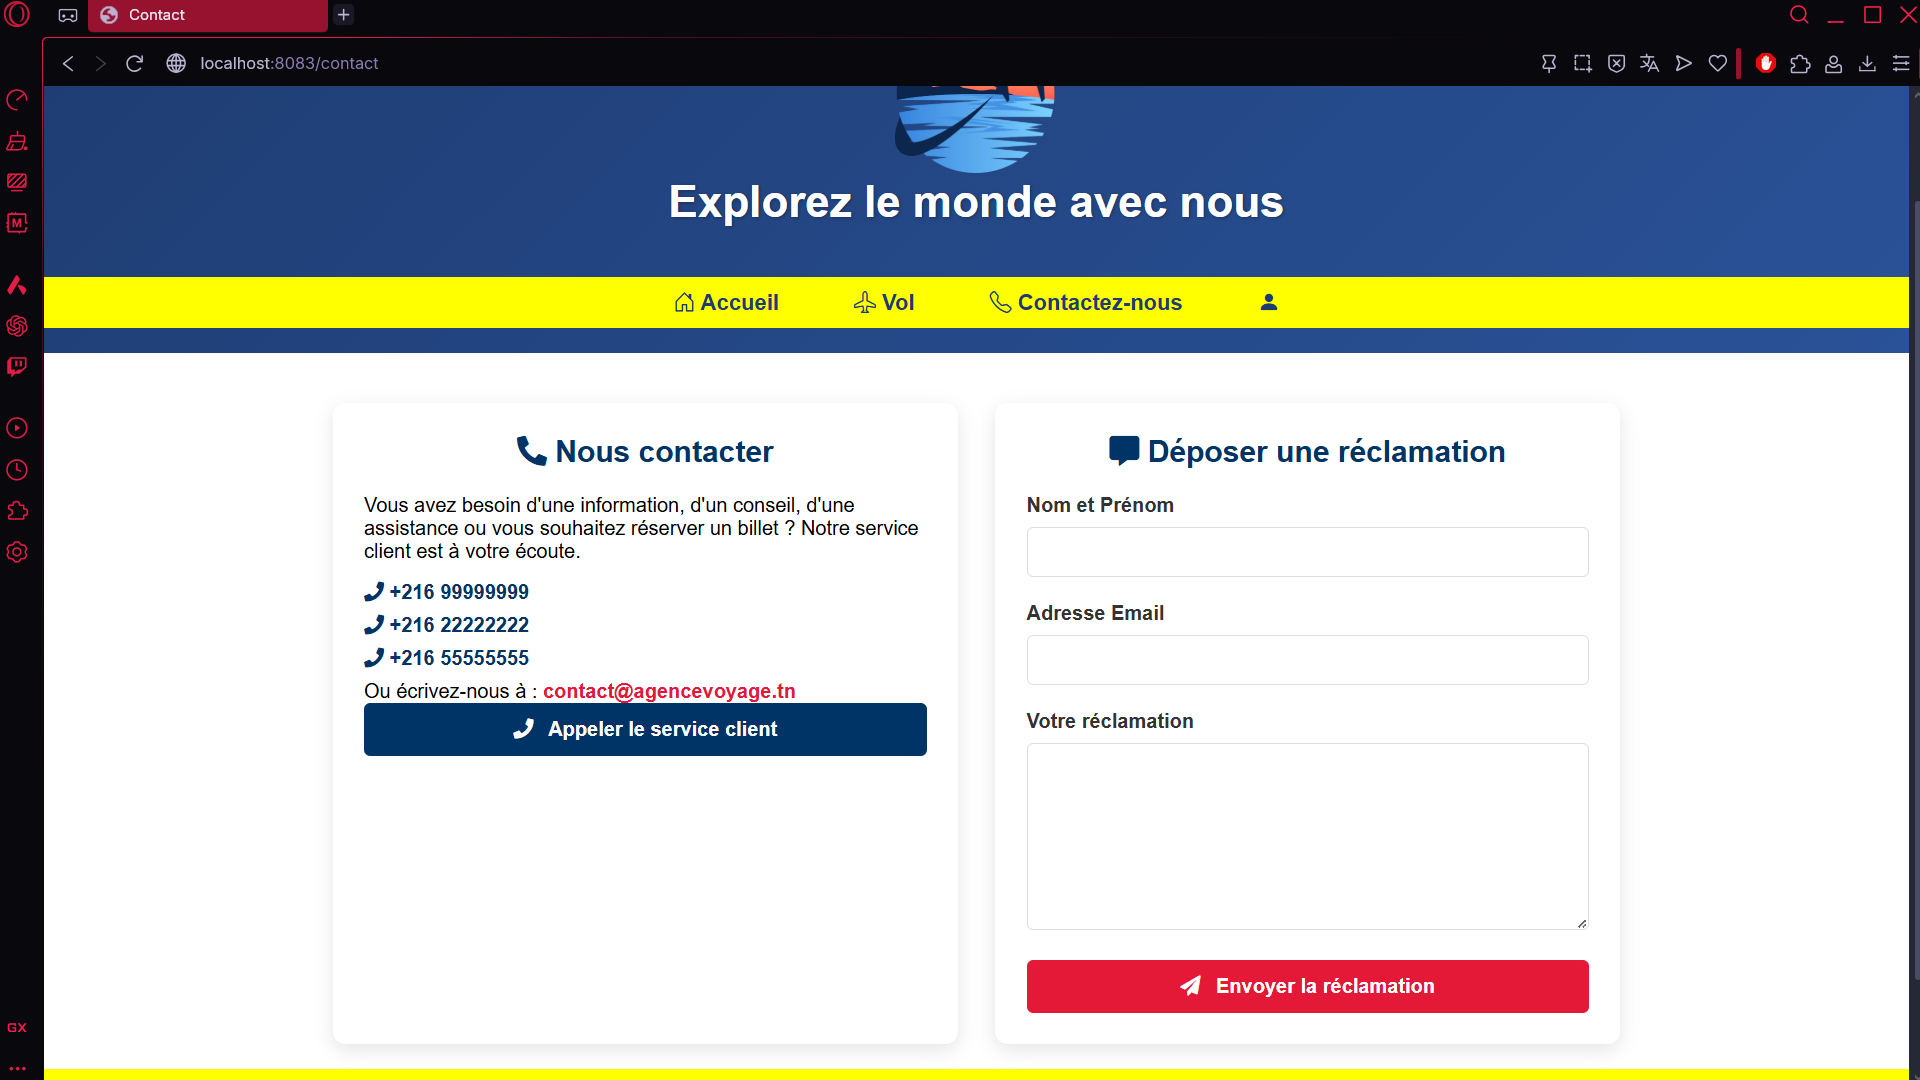 Contact
localhost:8083/contact
Explorez le monde avec nous
Accueil
Vol
Contactez-nous
Nous contacter
Vous avez besoin d'une information, d'un conseil, d'une
assistance ou vous souhaitez réserver un billet ? Notre service
client est à votre écoute.
+216 99999999
+216 22222222
+216 55555555
Ou écrivez-nous à : contact@agencevoyage.tn
Appeler le service client
Déposer une réclamation
Nom et Prénom
Adresse Email
Votre réclamation
Envoyer la réclamation
M
GX